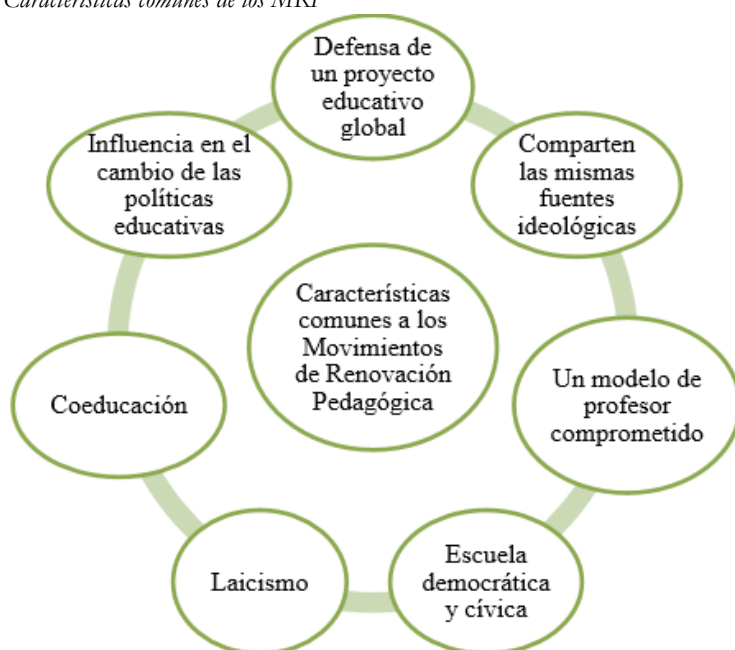 Características comunes de los MRP
Defensa de
un proyecto
educativo
global
Comparten
las mismas
fuentes
ideológicas
Un modelo de
profesor
comprometido
Escuela
democrática
y cívica
Laicismo
Coeducación
Influencia en el
cambio de las
políticas
educativas
Características
comunes a los
Movimientos
de Renovación
Pedagógica